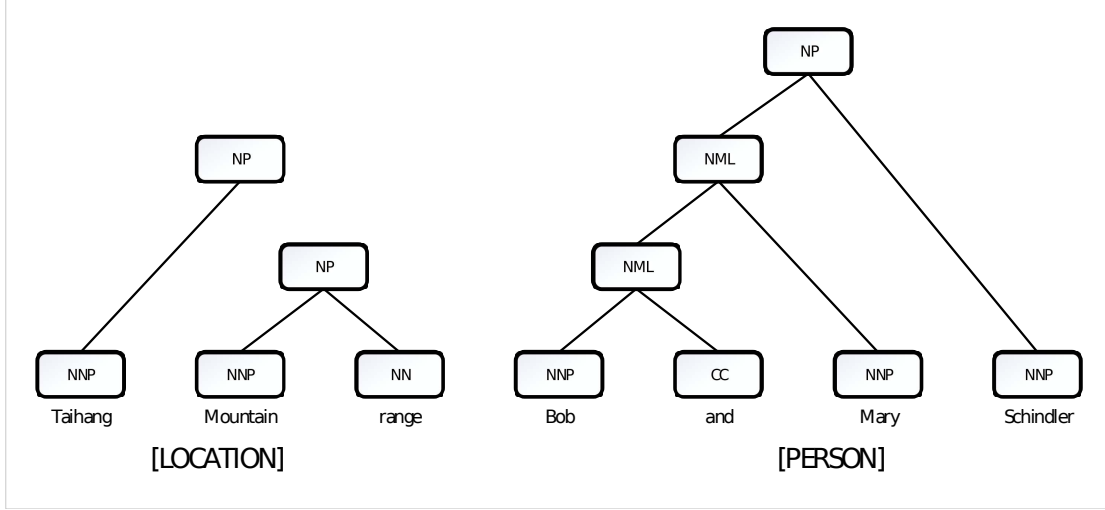 NP
NP
NML
NP
NML
NNP
NNP
NN
NNP
CC
NNP
NNP
Taihang
Mountain
range
Bob
and
Mary
Schindler
[LOCATION]
[PERSON]